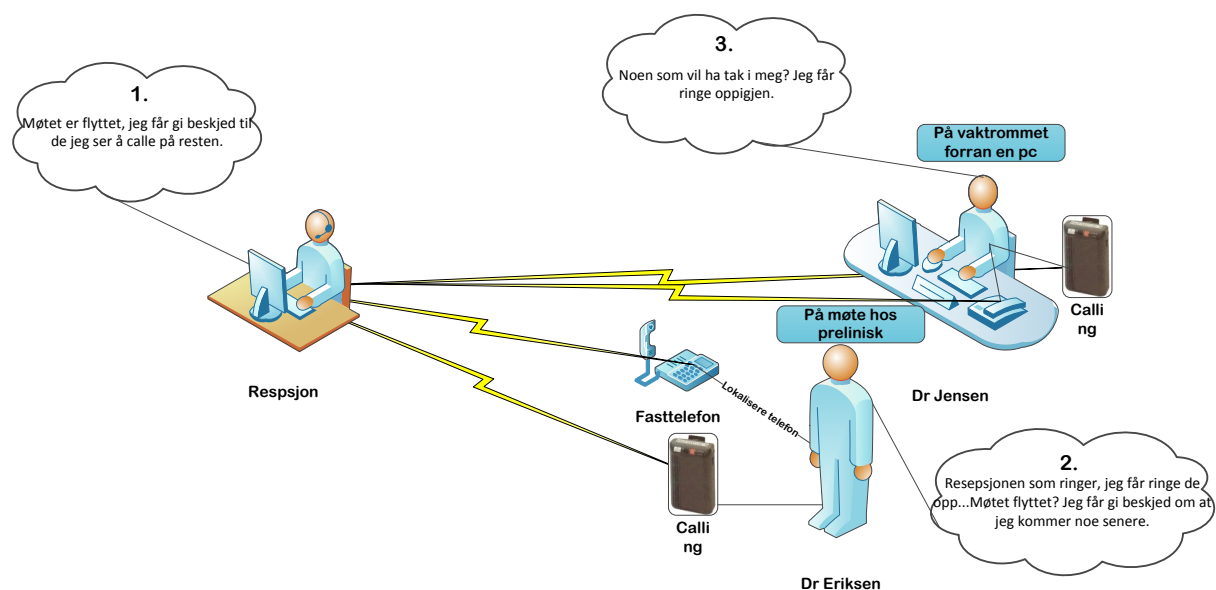 1.
Møtet er flyttet, jeg får gi beskjed til
de jeg ser å calle på resten.
3.
Noen som vil ha tak i meg? Jeg får
ringe oppigjen.
På vaktrommet
forran en pc
Calli
ng
På møte hos
prelinisk
Respsjon
Fasttelefon
Lokalisere telefon
Dr Jensen
Calli
ng
2.
Resepsjonen som ringer, jeg får ringe de
opp...Møtet flyttet? Jeg får gi beskjed om at
jeg kommer noe senere.
Dr Eriksen